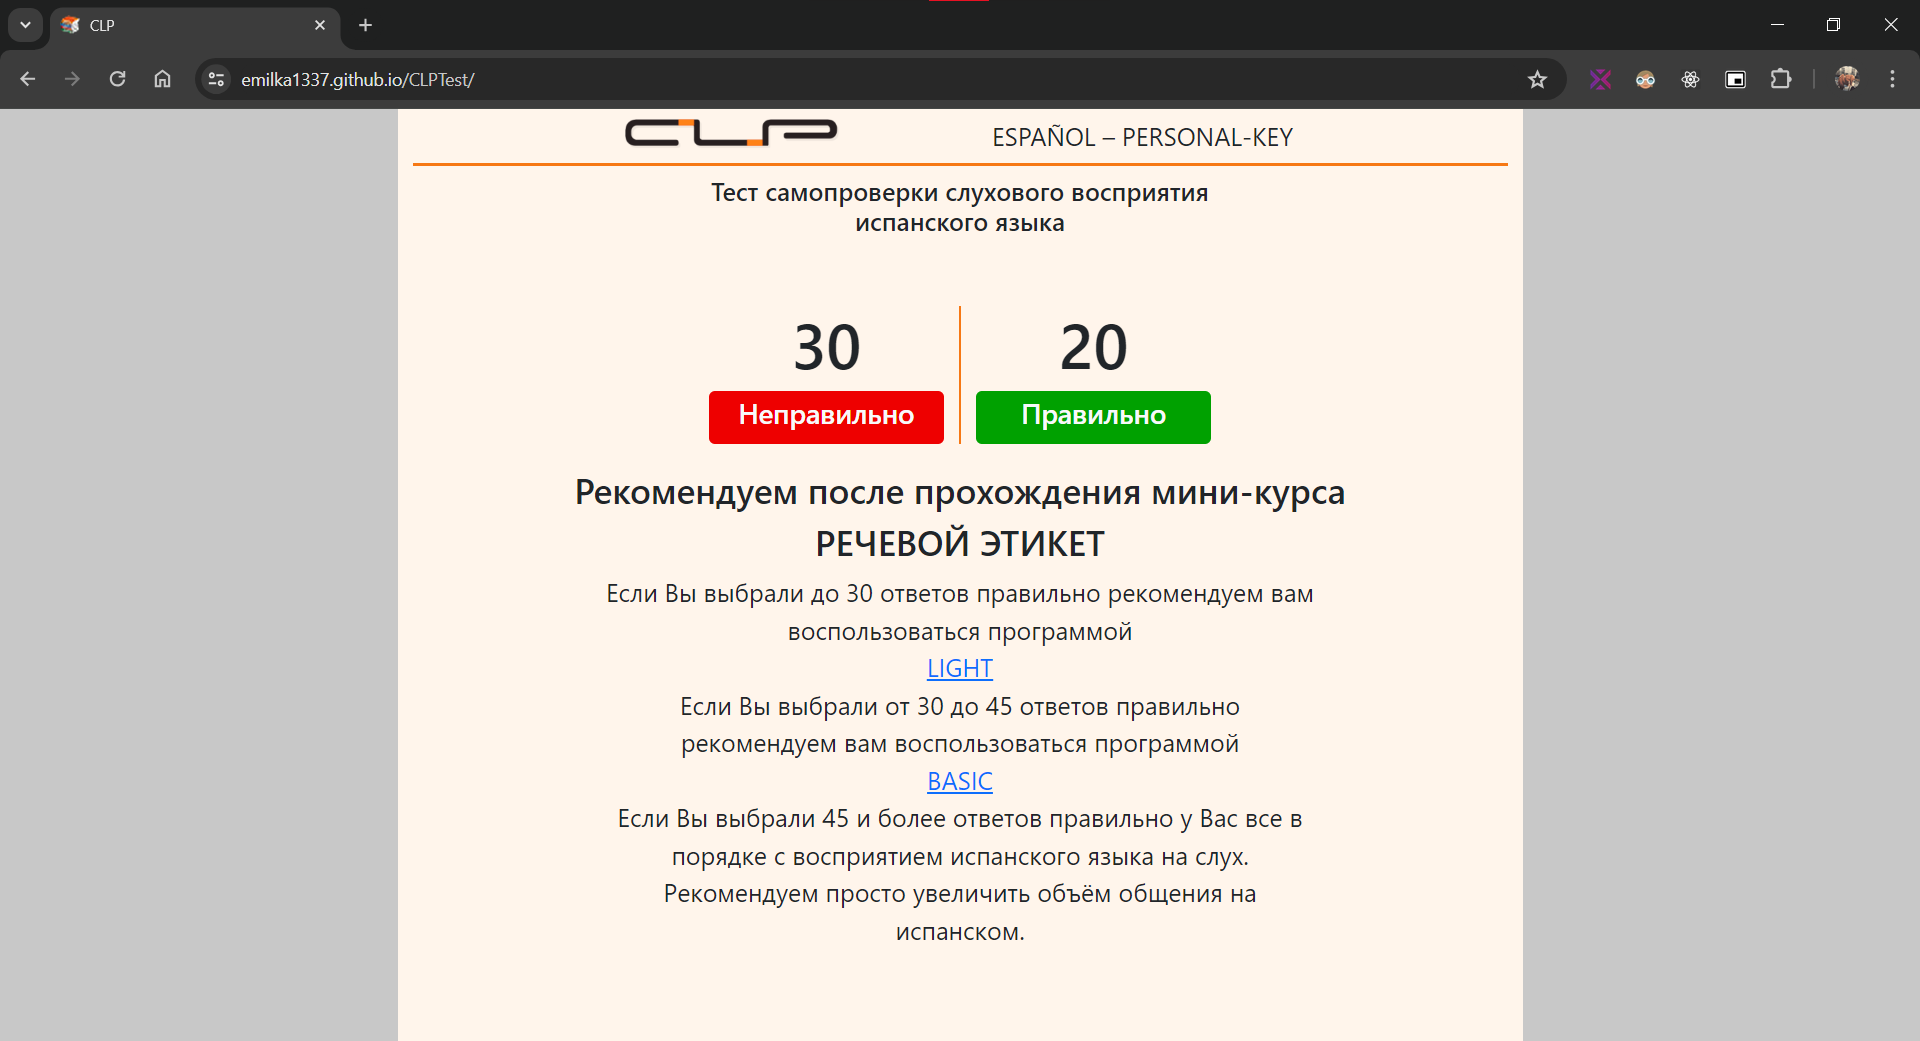 CLP
emilka1337.github.io/CLPTest/
CLP
ESPAÑOL – PERSONAL-KEY
Тест самопроверки слухового восприятия
испанского языка
30
20
Неправильно
Правильно
Рекомендуем после прохождения мини-курса
РЕЧЕВОЙ ЭТИКЕТ
Если Вы выбрали до 30 ответов правильно рекомендуем вам
воспользоваться программой
LIGHT
Если Вы выбрали от 30 до 45 ответов правильно
рекомендуем вам воспользоваться программой
BASIC
Если Вы выбрали 45 и более ответов правильно у Вас все в
порядке с восприятием испанского языка на слух.
Рекомендуем просто увеличить объём общения на
испанском.